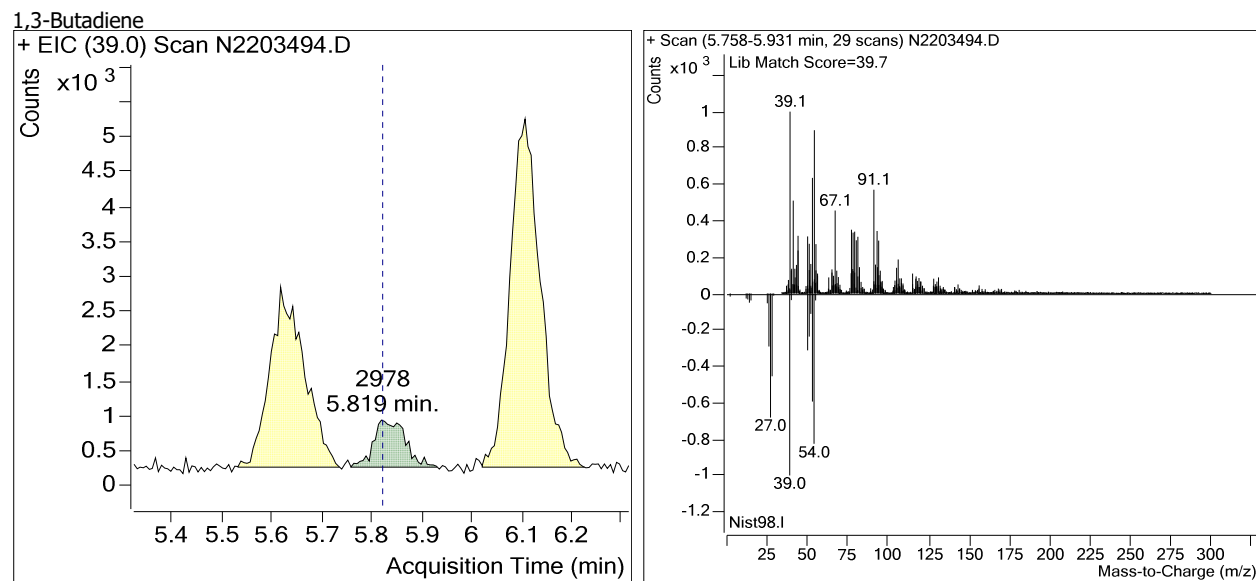 1,3-Butadiene
+ EIC (39.0) Scan N2203494.D
Counts
x10 3
5
4.5
4
3.5
3
2.5
2
1.5
1
0.5
0
2978
5.819 min.
5.4 5.5 5.6 5.7 5.8 5.9 6 6.1 6.2
Acquisition Time (min)
+ Scan (5.758-5.931 min, 29 scans) N2203494.D
Counts
x10 3
Lib Match Score=39.7
1
0.8
0.6
0.4
0.2
0
-0.2
-0.4
-0.6
-0.8
-1
-1.2
39.1
91.1
67.1
27.0
54.0
39.0
Nist98.l
25 50 75 100 125 150 175 200 225 250 275 300
Mass-to-Charge (m/z)